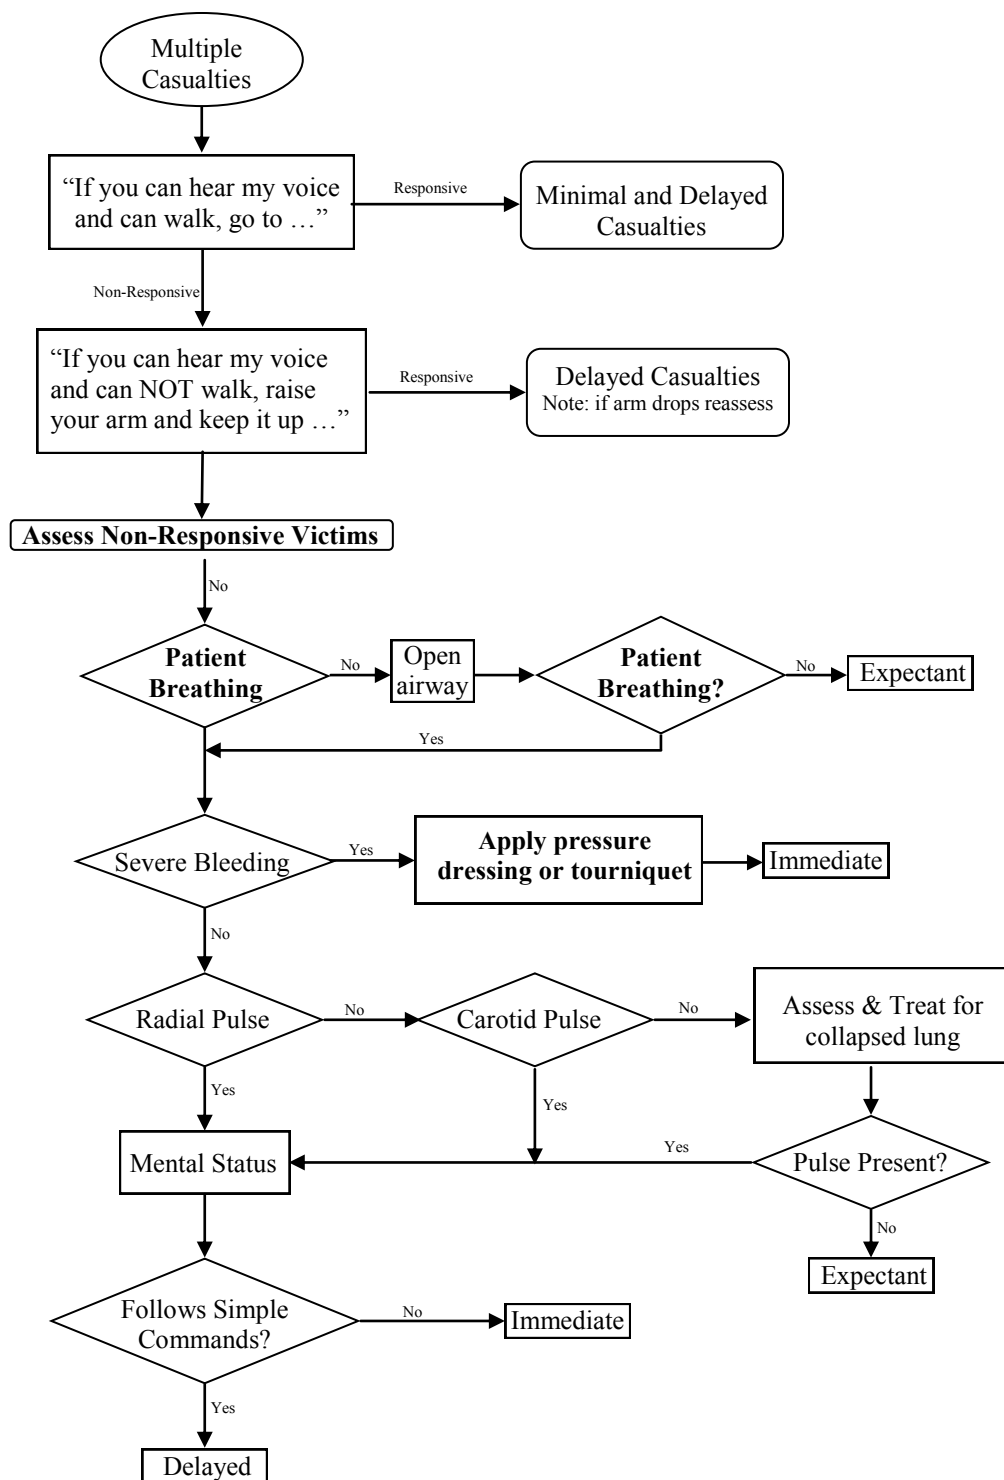 Multiple
Casualties
“If you can hear my voice
and can walk, go to …”
Responsive
Minimal and Delayed
Casualties
Non-Responsive
“If you can hear my voice
and can NOT walk, raise
your arm and keep it up …”
Responsive
Delayed Casualties
Note: if arm drops reassess
Assess Non-Responsive Victims
No
Patient
Breathing
No
Open
airway
Patient
Breathing?
No
Expectant
Yes
Severe Bleeding
Yes
Apply pressure
dressing or tourniquet
Immediate
No
Radial Pulse
No
Carotid Pulse
No
Assess & Treat for
collapsed lung
Yes
Yes
Mental Status
Yes
Pulse Present?
No
Expectant
Follows Simple
Commands?
No
Immediate
Yes
Delayed